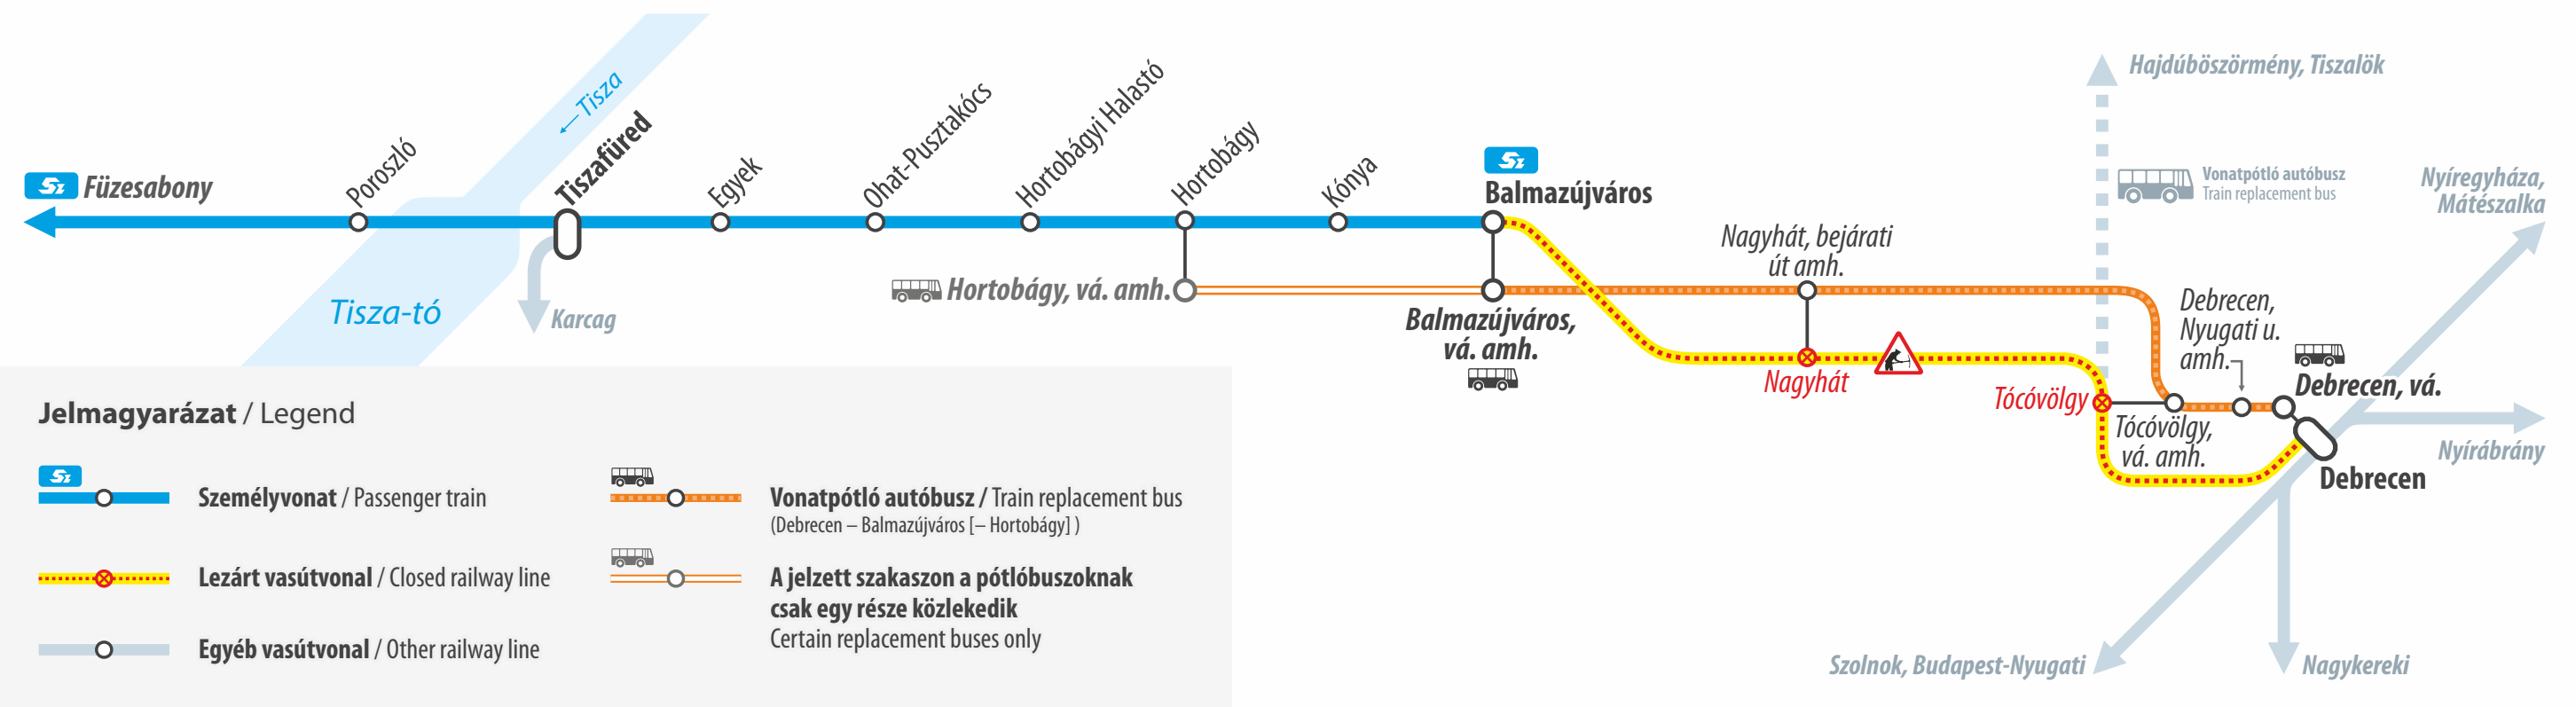 Sz Füzesabony
Poroszló
← Tisza
Tisza-tó
Tiszafüred
Karcag
Egyek
Ohat-Pusztakócs
Hortobágyi Halastó
Hortobágy
Kónya
Sz
Balmazújváros
Hortobágy, vá. amh.
Balmazújváros,
vá. amh.
Nagyhát, bejárati
út amh.
Nagyhát
Hajdúböszörmény, Tiszalök
Vonatpótló autóbusz
Train replacement bus
Nyíregyháza,
Mátészalka
Debrecen,
Nyugati u.
amh.
Debrecen, vá.
Tócóvölgy
Tócóvölgy,
vá. amh.
Nyírábrány
Debrecen
Szolnok, Budapest-Nyugati
Nagykereki
Jelmagyarázat / Legend
Sz
Személyvonat / Passenger train
Lezárt vasútvonal / Closed railway line
Egyéb vasútvonal / Other railway line
Vonatpótló autóbusz / Train replacement bus
(Debrecen – Balmazújváros [– Hortobágy] )
A jelzett szakaszon a pótlóbuszoknak
csak egy része közlekedik
Certain replacement buses only